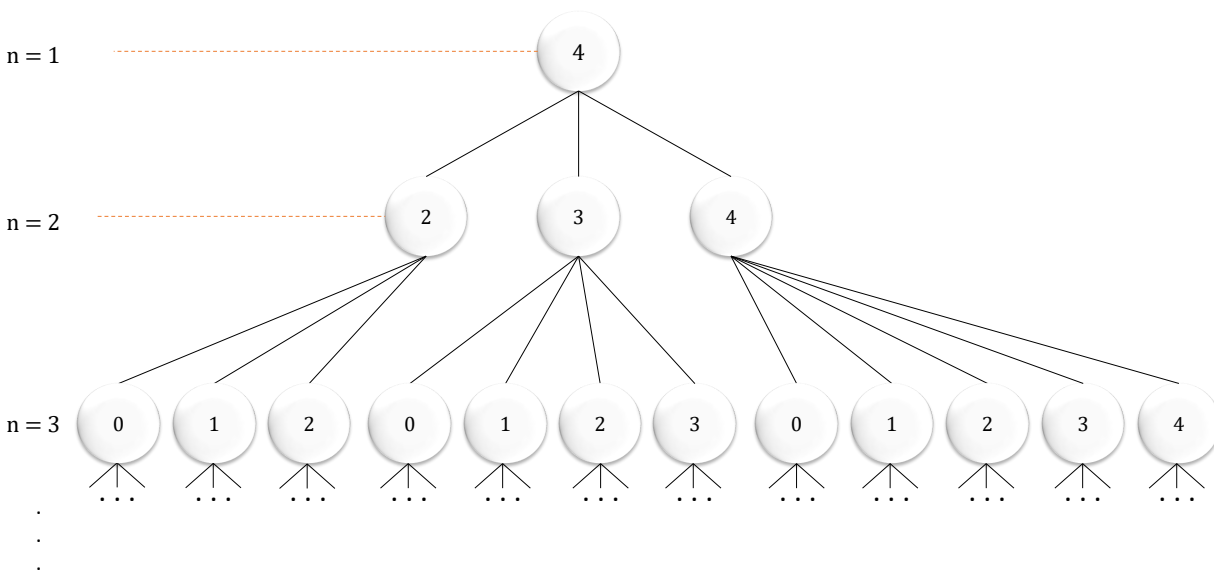 n = 1 4
n = 2 2 3 4
n = 3 0 1 2 0 1 2 3 0 1 2 3 4
. . . . . . . . . . . . . . . . . . . . . . . . . . . . . . . . . . . .
.
.
.